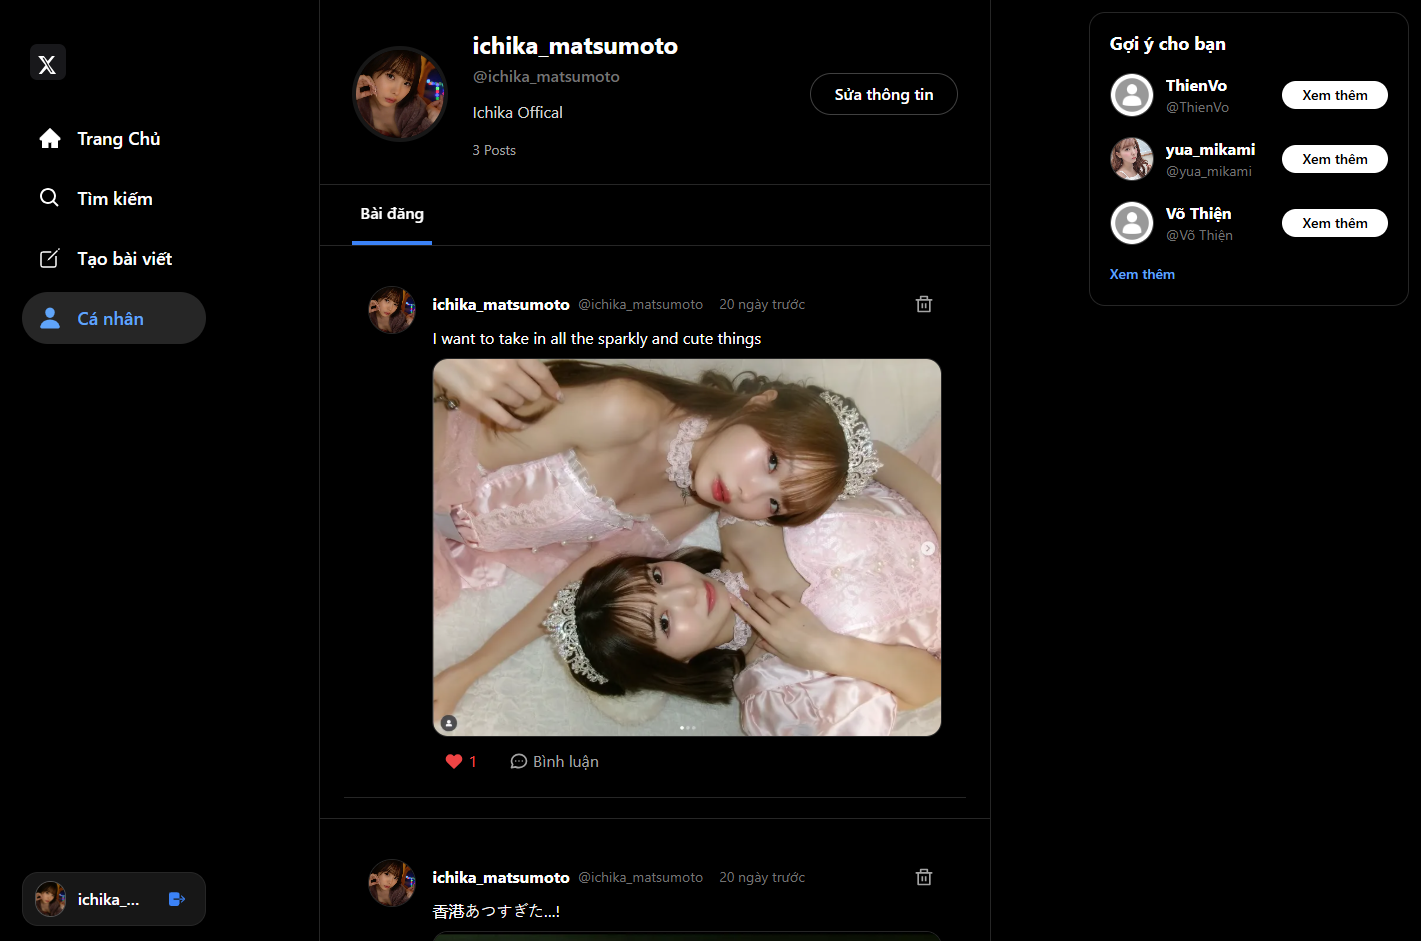 X
Trang Chủ
Tìm kiếm
Tạo bài viết
Cá nhân
ichika_...
ichika_matsumoto
@ichika_matsumoto
Ichika Offical
3 Posts
Sửa thông tin
Bài đăng
ichika_matsumoto @ichika_matsumoto 20 ngày trước
I want to take in all the sparkly and cute things
1 Bình luận
ichika_matsumoto @ichika_matsumoto 20 ngày trước
香港あつすぎた...!
Gợi ý cho bạn
ThienVo
@ThienVo
Xem thêm
yua_mikami
@yua_mikami
Xem thêm
Võ Thiện
@Võ Thiện
Xem thêm
Xem thêm